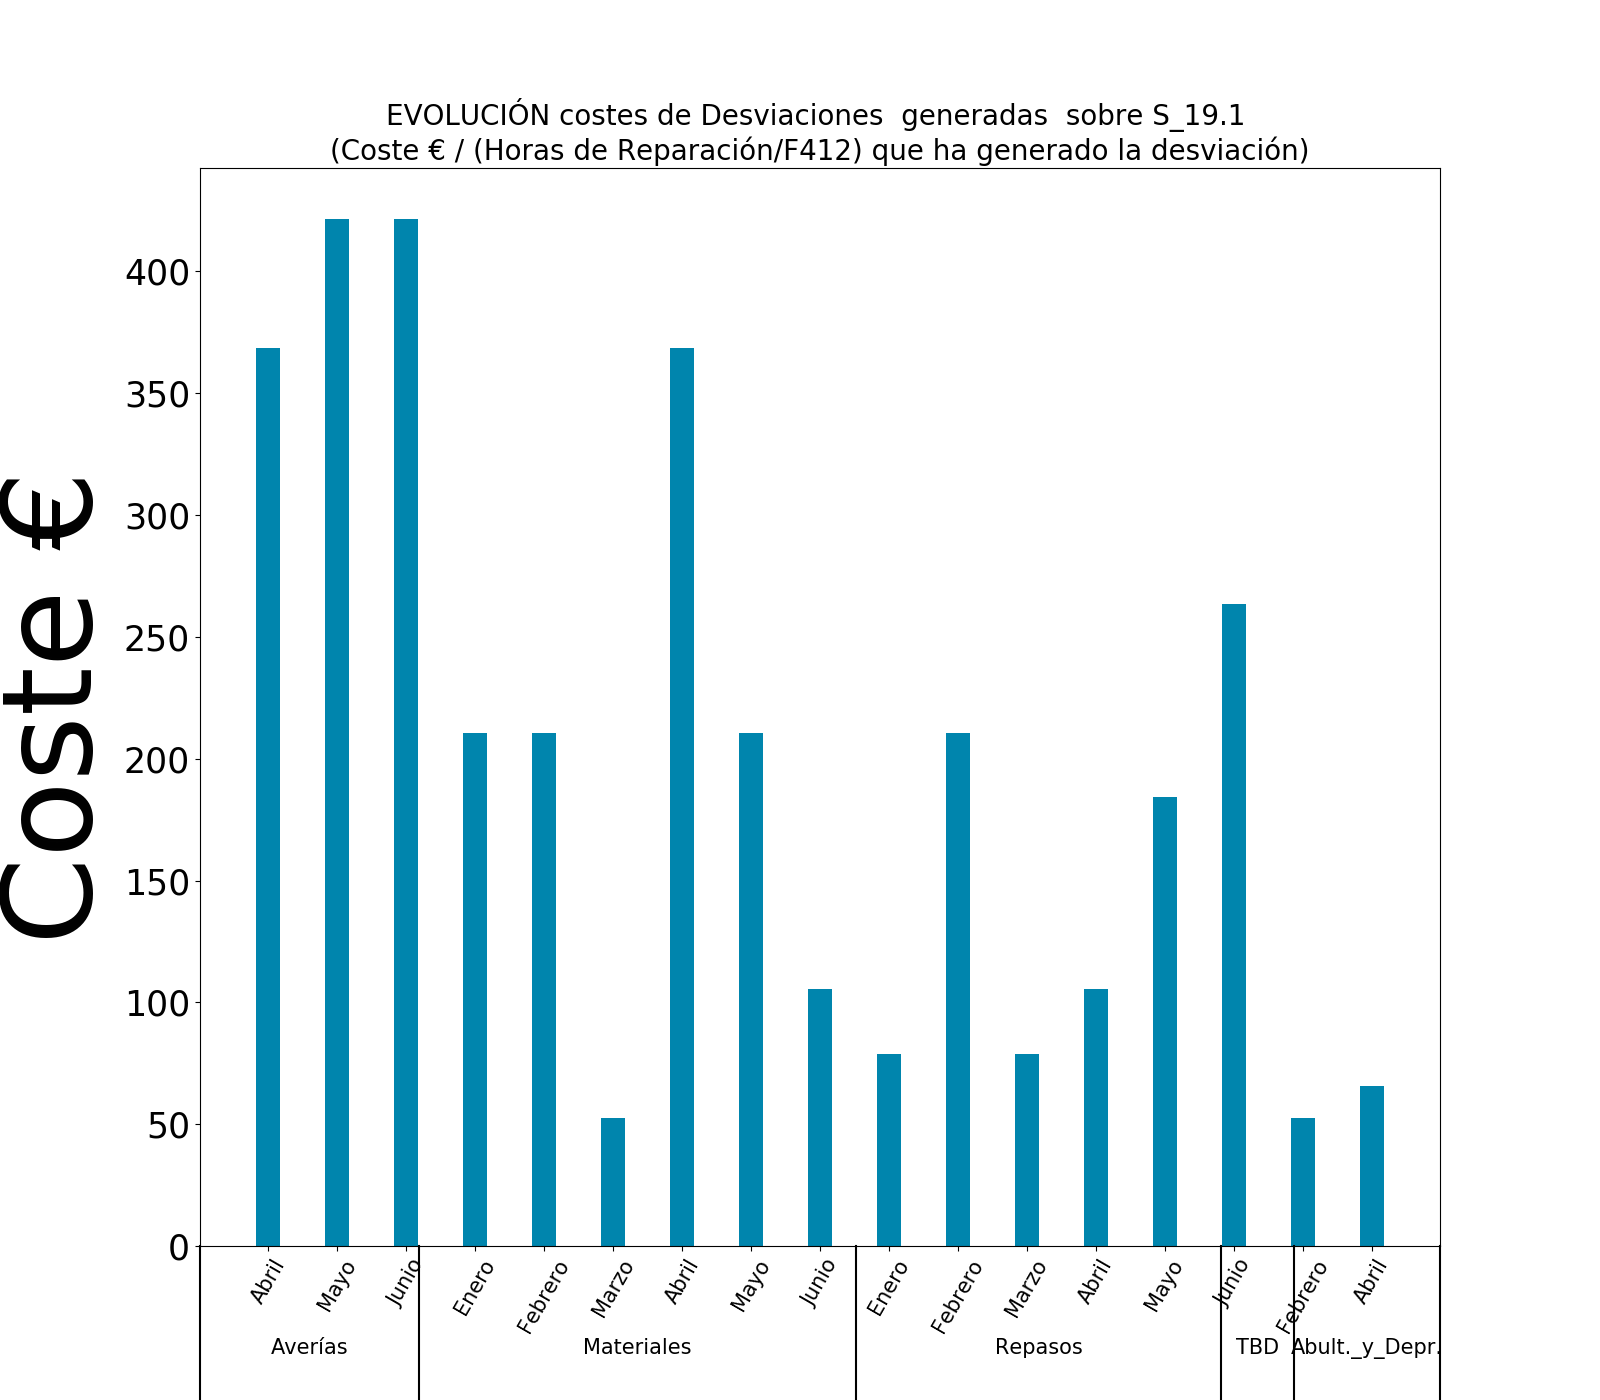 EVOLUCIÓN costes de Desviaciones  generadas  sobre S_19.1
(Coste € / (Horas de Reparación/F412) que ha generado la desviación)
Coste €
400
350
300
250
200
150
100
50
0
Abril Mayo Junio Enero Febrero Marzo Abril Mayo Junio Enero Febrero Marzo Abril Mayo Junio Febrero Abril
Averías Materiales Repasos TBD Abult._y_Depr.